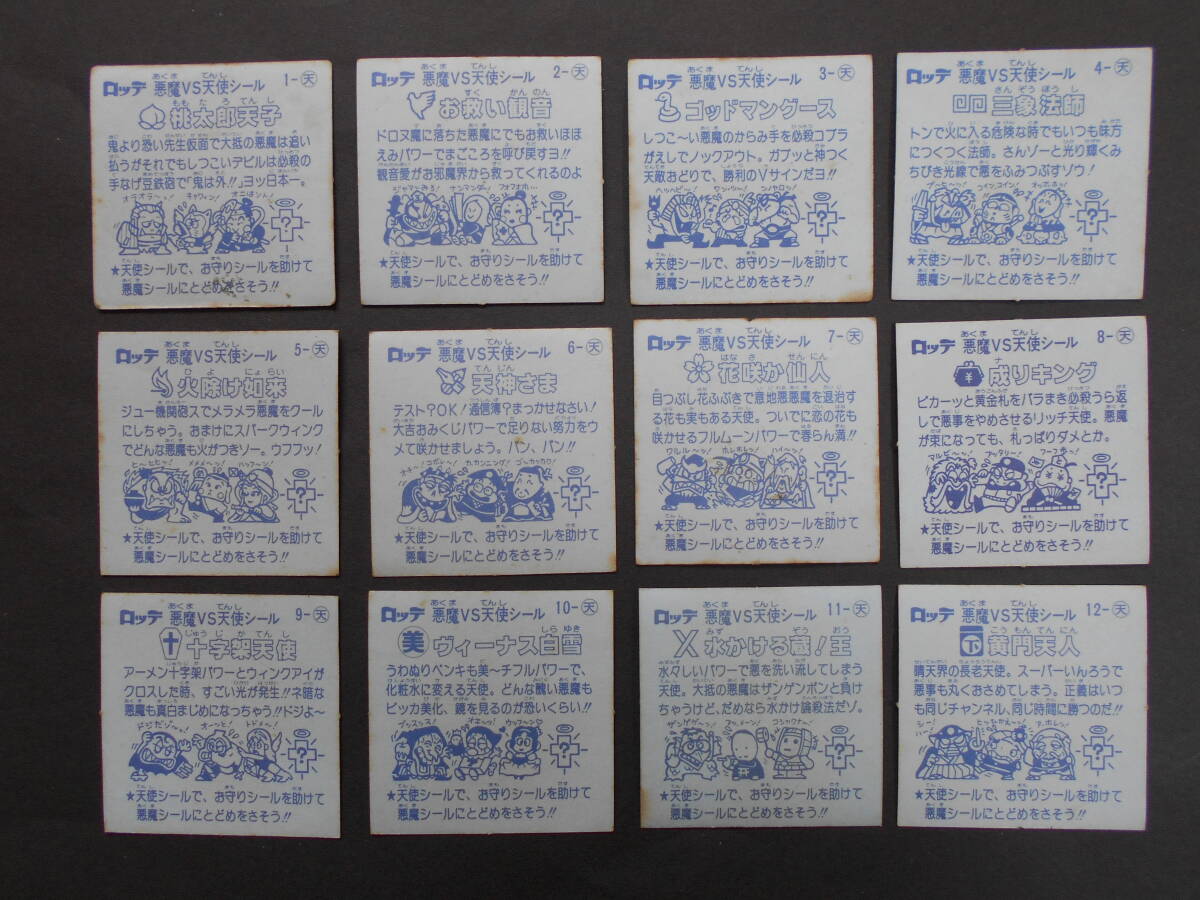 ロッテ 悪魔VS天使シール 1-天
桃太郎天子
鬼より恐い先生仮面で大抵の悪魔は追い
払うがそれでもしつこいデビルは必殺の
手なげ豆鉄砲で「鬼は外!!」ヨッ日本一。
★天使シールで、お守りシールを助けて
悪魔シールにとどめをさそう!!
ロッテ 悪魔VS天使シール 2-天
お救い観音
ドロヌ魔に落ちた悪魔にでもお救いほほ
えみパワーでまごころを呼び戻すヨ!!
観音愛がお邪魔界から救ってくれるのよ
★天使シールで、お守りシールを助けて
悪魔シールにとどめをさそう!!
ロッテ 悪魔VS天使シール 3-天
ゴッドマングース
しつこ〜い悪魔のからみ手を必殺コブラ
がえしでノックアウト。ガブッと神つく
天敵おどりで、勝利のVサインだヨ!!
★天使シールで、お守りシールを助けて
悪魔シールにとどめをさそう!!
ロッテ 悪魔VS天使シール 4-天
三象法師
トンで火に入る危険な時でもいつも味方
につくつく法師。さんゾーと光り輝くみ
ちびき光線で悪をふみつぶすゾウ!
★天使シールで、お守りシールを助けて
悪魔シールにとどめをさそう!!
ロッテ 悪魔VS天使シール 5-天
火除け如来
ジュー機関砲スでメラメラ悪魔をクール
にしちゃう。おまけにスパークウィンク
でどんな悪魔も火がつきソー。ウフフッ!
★天使シールで、お守りシールを助けて
悪魔シールにとどめをさそう!!
ロッテ 悪魔VS天使シール 6-天
天神さま
テスト?OK!通信簿?まっかせなさい!
大吉おみくじパワーで足りない努力をウ
メて咲かせましょう。パン、パン!!
★天使シールで、お守りシールを助けて
悪魔シールにとどめをさそう!!
ロッテ 悪魔VS天使シール 7-天
花咲か仙人
目つぶし花ふぶきで意地悪悪魔を退治す
る花も実もある天使。ついでに恋の花も
咲かせるフルムーンパワーで春らん満!!
★天使シールで、お守りシールを助けて
悪魔シールにとどめをさそう!!
ロッテ 悪魔VS天使シール 8-天
成りキング
ピカーッと黄金札をバラまき必殺うら返
しで悪事をやめさせるリッチ天使。悪魔
が束になっても、札っぱりダメとか。
★天使シールで、お守りシールを助けて
悪魔シールにとどめをさそう!!
ロッテ 悪魔VS天使シール 9-天
十字架天使
アーメン十字架パワーとウィンクアイが
クロスした時、すごい光が発生!!ネ暗な
悪魔も真白まじめになっちゃう!!ドジよ〜
★天使シールで、お守りシールを助けて
悪魔シールにとどめをさそう!!
ロッテ 悪魔VS天使シール 10-天
美 ヴィーナス白雪
うわぬりペンキも美〜チフルパワーで、
化粧水に変える天使。どんな醜い悪魔も
ピッカ美化、鏡を見るのが恐いくらい!!
★天使シールで、お守りシールを助けて
悪魔シールにとどめをさそう!!
ロッテ 悪魔VS天使シール 11-天
水かける蔵!王
水々しいパワーで悪を洗い流してしまう
天使。大抵の悪魔はザンゲンポンと負け
ちゃうけど、だめなら水かけ論殺法だゾ。
★天使シールで、お守りシールを助けて
悪魔シールにとどめをさそう!!
ロッテ 悪魔VS天使シール 12-天
黄門天人
晴天界の長老天使。スーパーいんろうで
悪事も丸くおさめてしまう。正義はいつ
も同じチャンネル、同じ時間に勝つのだ!!
★天使シールで、お守りシールを助けて
悪魔シールにとどめをさそう!!